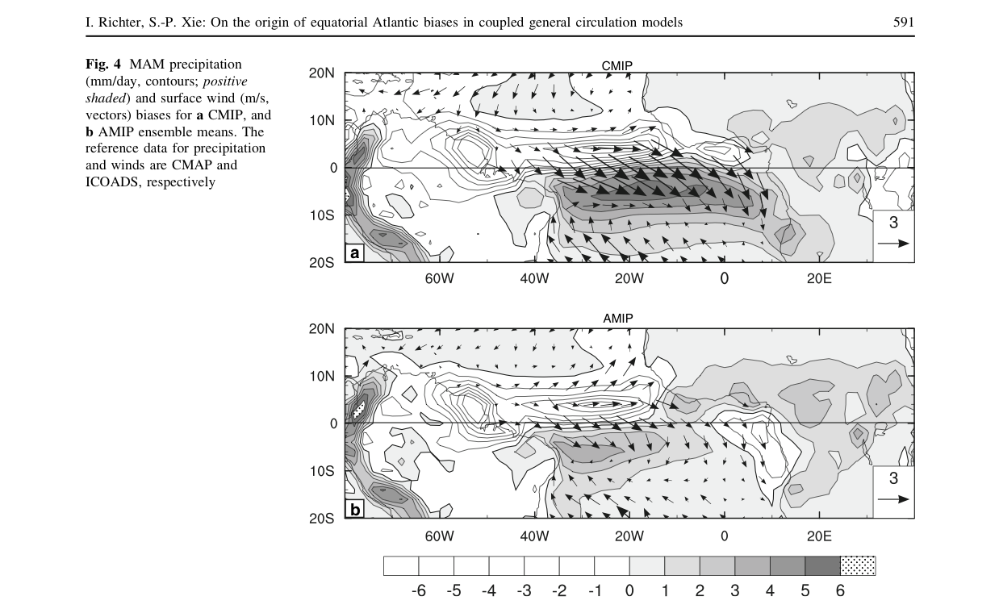 I. Richter, S.-P. Xie: On the origin of equatorial Atlantic biases in coupled general circulation models 591
Fig. 4 MAM precipitation
(mm/day, contours; positive
shaded) and surface wind (m/s,
vectors) biases for a CMIP, and
b AMIP ensemble means. The
reference data for precipitation
and winds are CMAP and
ICOADS, respectively
CMIP
20N
10N
0
10S
20S
a
3
60W 40W 20W 0 20E
AMIP
20N
10N
0
10S
20S
b
3
60W 40W 20W 0 20E
-6 -5 -4 -3 -2 -1 0 1 2 3 4 5 6